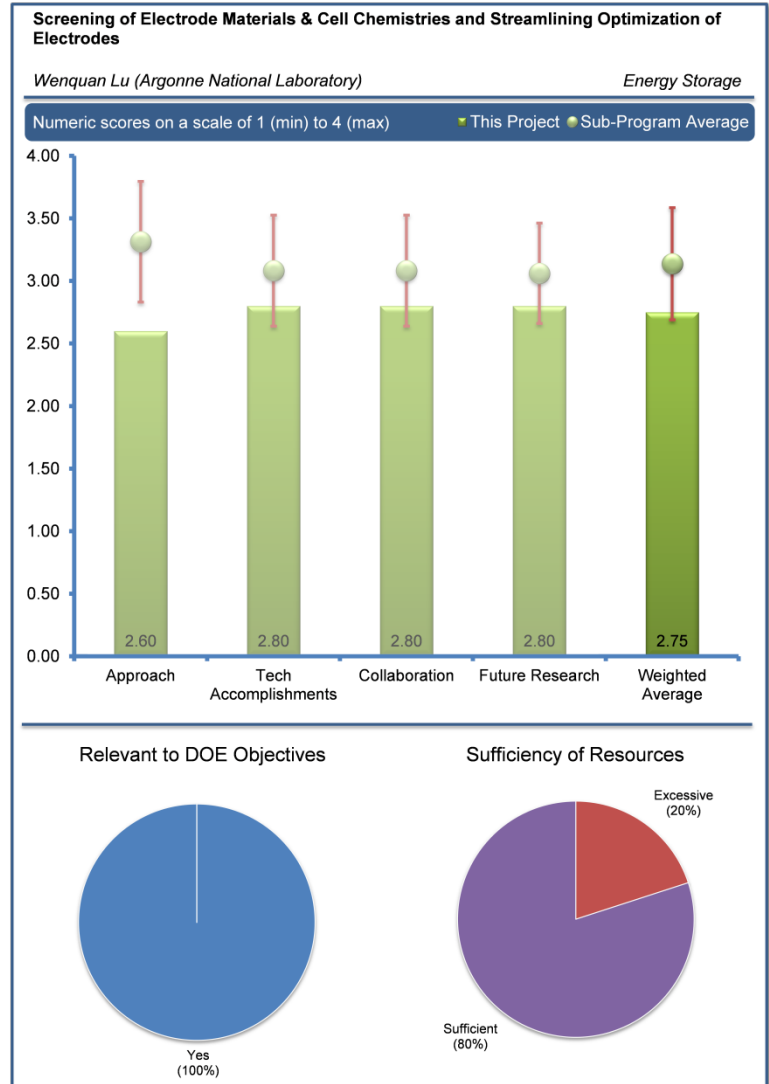 Screening of Electrode Materials & Cell Chemistries and Streamlining Optimization of
Electrodes
Wenquan Lu (Argonne National Laboratory) Energy Storage
Numeric scores on a scale of 1 (min) to 4 (max) This Project Sub-Program Average
4.00
3.50
3.00
2.50
2.00
1.50
1.00
0.50
0.00
2.60 2.80 2.80 2.80 2.75
Approach Tech Accomplishments Collaboration Future Research Weighted Average
Relevant to DOE Objectives Sufficiency of Resources
Excessive
(20%)
Sufficient
(80%)
Yes
(100%)